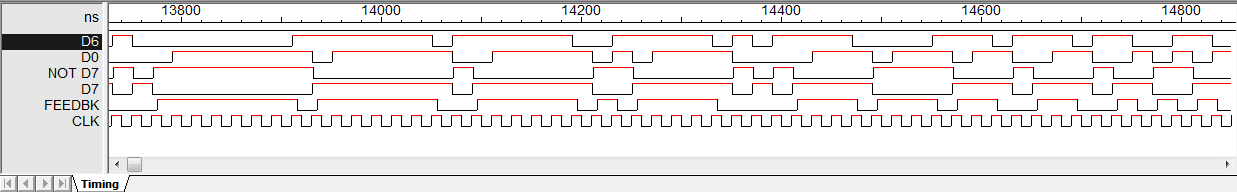 ns 13800 14000 14200 14400 14600 14800
D6
D0
NOT D7
D7
FEEDBK
CLK
Timing